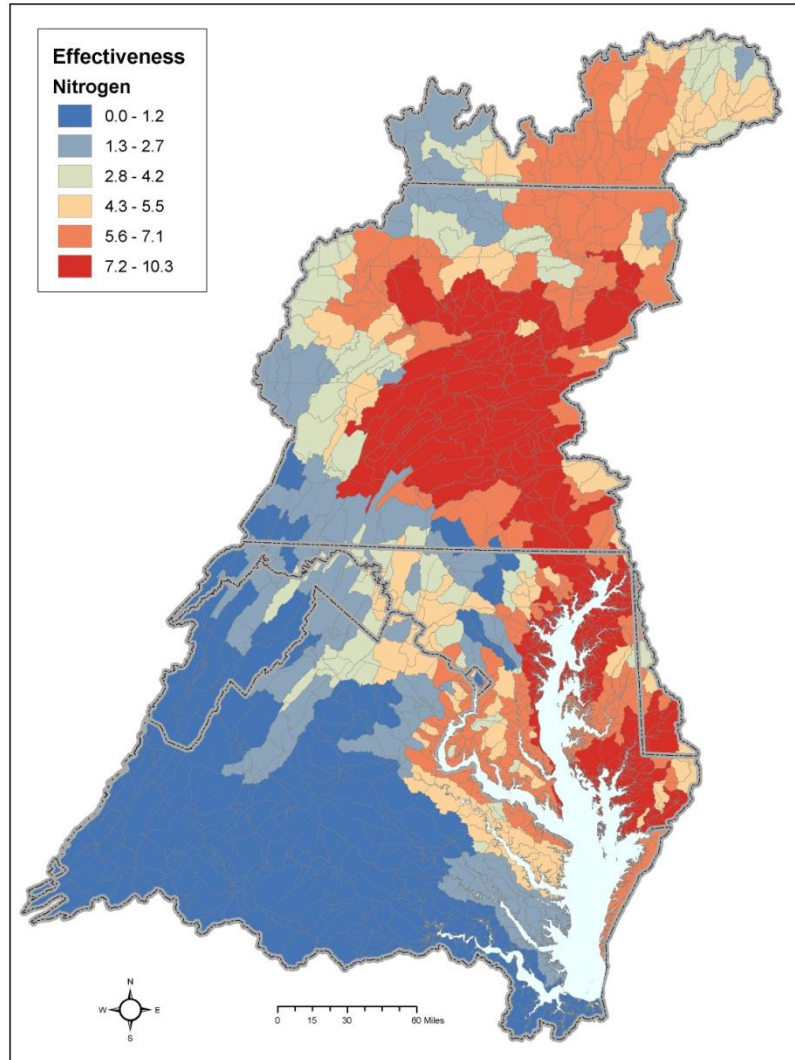 Effectiveness
Nitrogen
0.0 - 1.2
1.3 - 2.7
2.8 - 4.2
4.3 - 5.5
5.6 - 7.1
7.2 - 10.3
N
W E
S
0 15 30 60 Miles